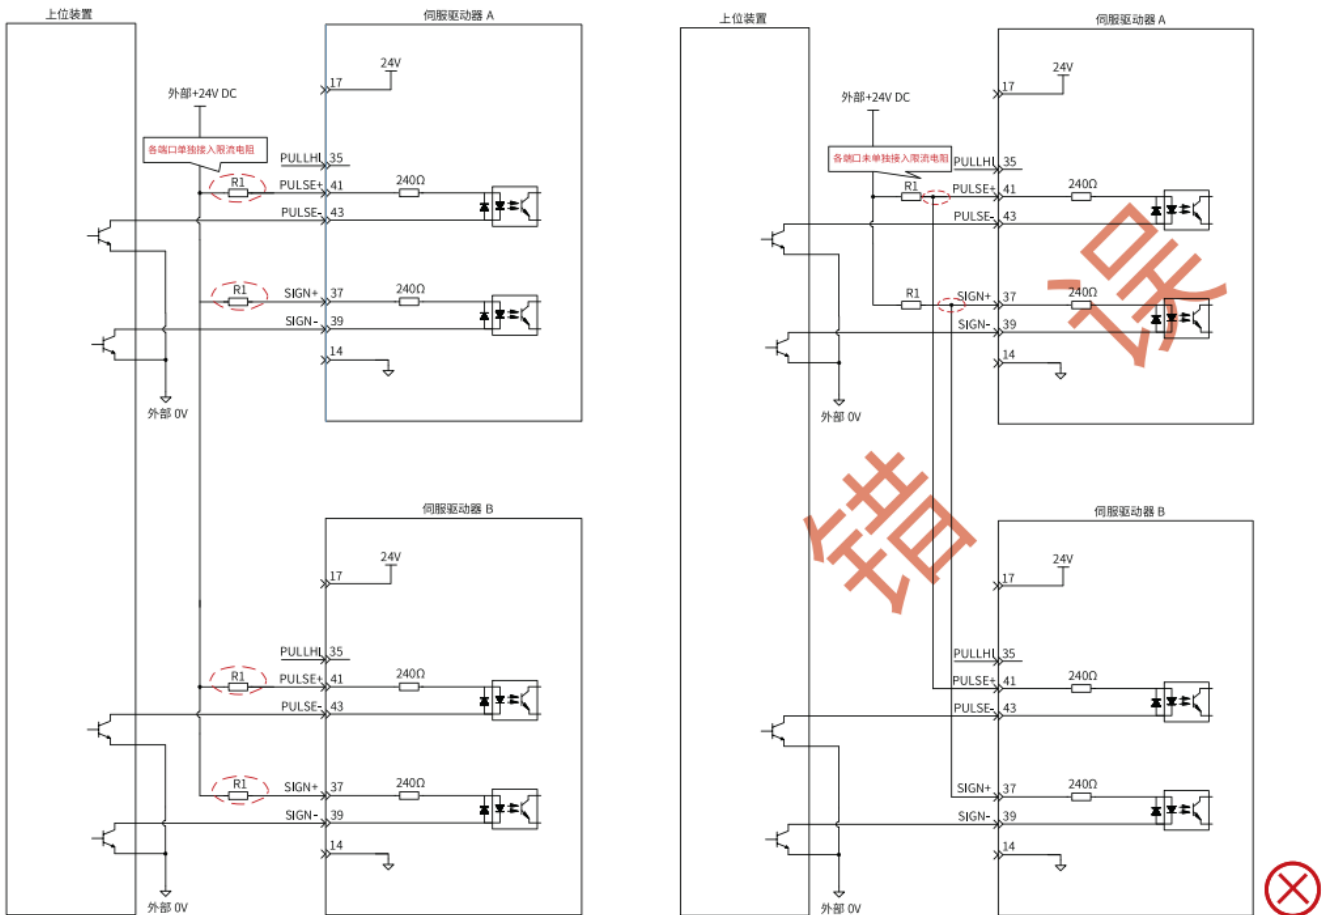 上位装置
伺服驱动器 A
24V
17
外部+24V DC
各端口单独接入限流电阻
PULLHI 35
R1 PULSE+ 41 240Ω
PULSE- 43
R1 SIGN+ 37 240Ω
SIGN- 39
14
外部 0V
伺服驱动器 B
24V
17
PULLHI 35
R1 PULSE+ 41 240Ω
PULSE- 43
R1 SIGN+ 37 240Ω
SIGN- 39
14
外部 0V
上位装置
伺服驱动器 A
24V
17
外部+24V DC
各端口未单独接入限流电阻
PULLHI 35
R1 PULSE+ 41 240Ω
PULSE- 43
R1 SIGN+ 37 240Ω
SIGN- 39
14
外部 0V
错误
伺服驱动器 B
24V
17
PULLHI 35
PULSE+ 41 240Ω
PULSE- 43
SIGN+ 37 240Ω
SIGN- 39
14
外部 0V